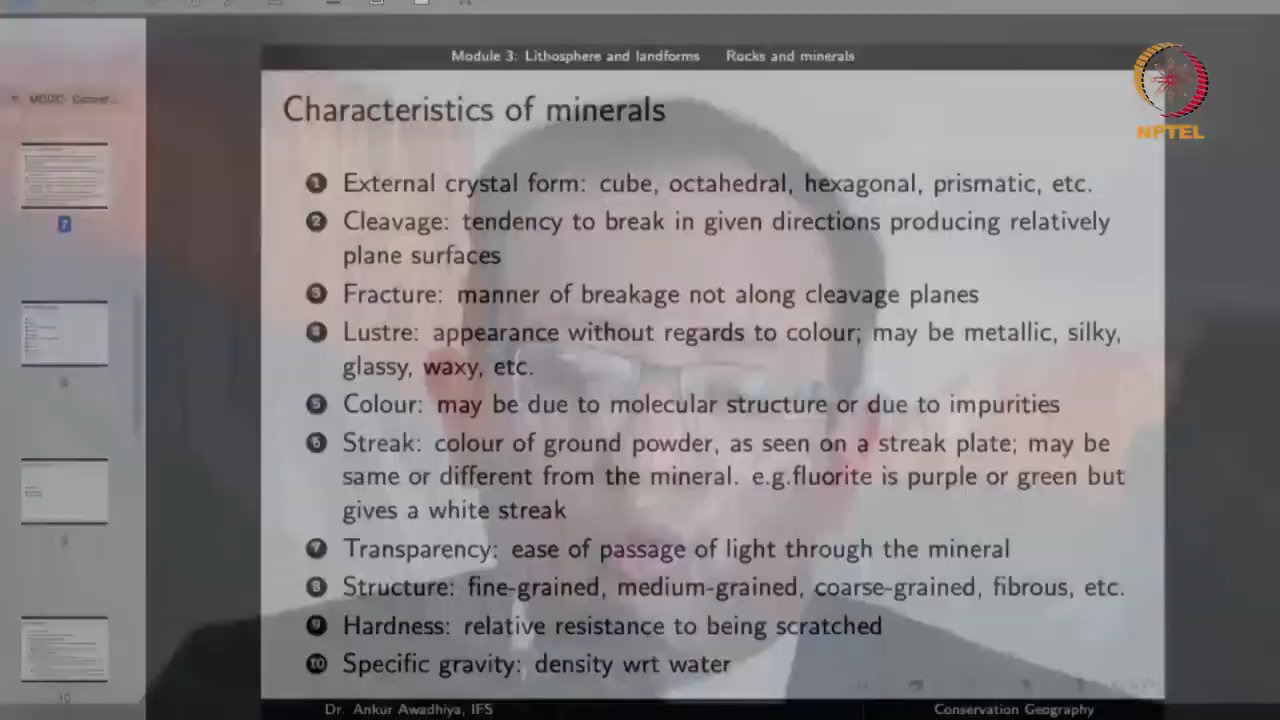 Module 3: Lithosphere and landforms Rocks and minerals
NPTEL
Characteristics of minerals
1 External crystal form: cube, octahedral, hexagonal, prismatic, etc.
2 Cleavage: tendency to break in given directions producing relatively
plane surfaces
3 Fracture: manner of breakage not along cleavage planes
4 Lustre: appearance without regards to colour; may be metallic, silky,
glassy, waxy, etc.
5 Colour: may be due to molecular structure or due to impurities
6 Streak: colour of ground powder, as seen on a streak plate; may be
same or different from the mineral. e.g.fluorite is purple or green but
gives a white streak
7 Transparency: ease of passage of light through the mineral
8 Structure: fine-grained, medium-grained, coarse-grained, fibrous, etc.
9 Hardness: relative resistance to being scratched
10 Specific gravity: density wrt water
7
10
Dr. Ankur Awadhiya, IFS Conservation Geography